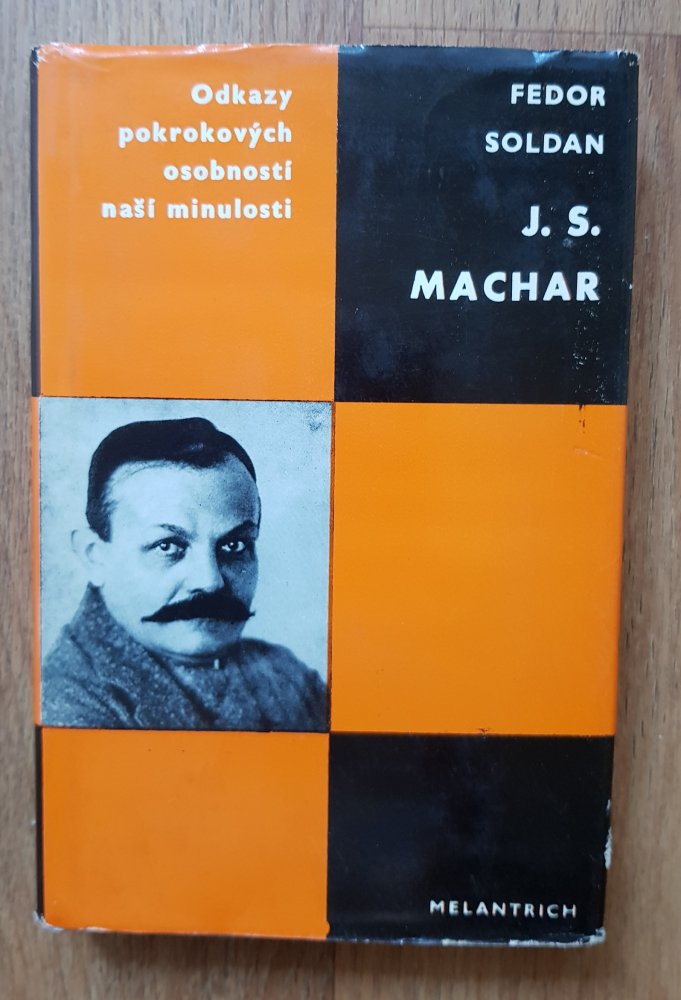 Odkazy
pokrokových
osobností
naší minulosti
FEDOR
SOLDAN
J. S.
MACHAR
MELANTRICH